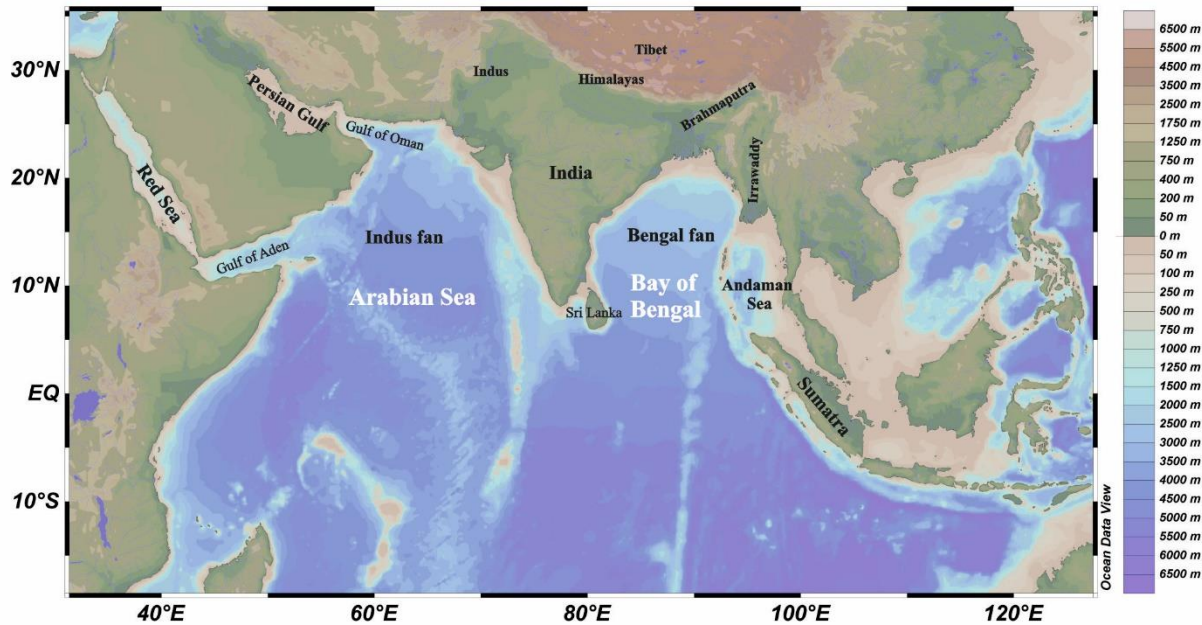 Tibet
Indus
Himalayas
Persian Gulf
Brahmaputra
Gulf of Oman
India
Irrawaddy
Red Sea
Indus fan
Bengal fan
Gulf of Aden
Arabian Sea
Bay of
Bengal
Andaman
Sea
Sri Lanka
Sumatra
30°N
20°N
10°N
EQ
10°S
40°E
60°E
80°E
100°E
120°E
Ocean Data View
6500 m
5500 m
4500 m
3500 m
2500 m
1750 m
1250 m
750 m
400 m
200 m
50 m
0 m
50 m
100 m
250 m
500 m
750 m
1000 m
1250 m
1500 m
2000 m
2500 m
3000 m
3500 m
4000 m
4500 m
5000 m
5500 m
6000 m
6500 m